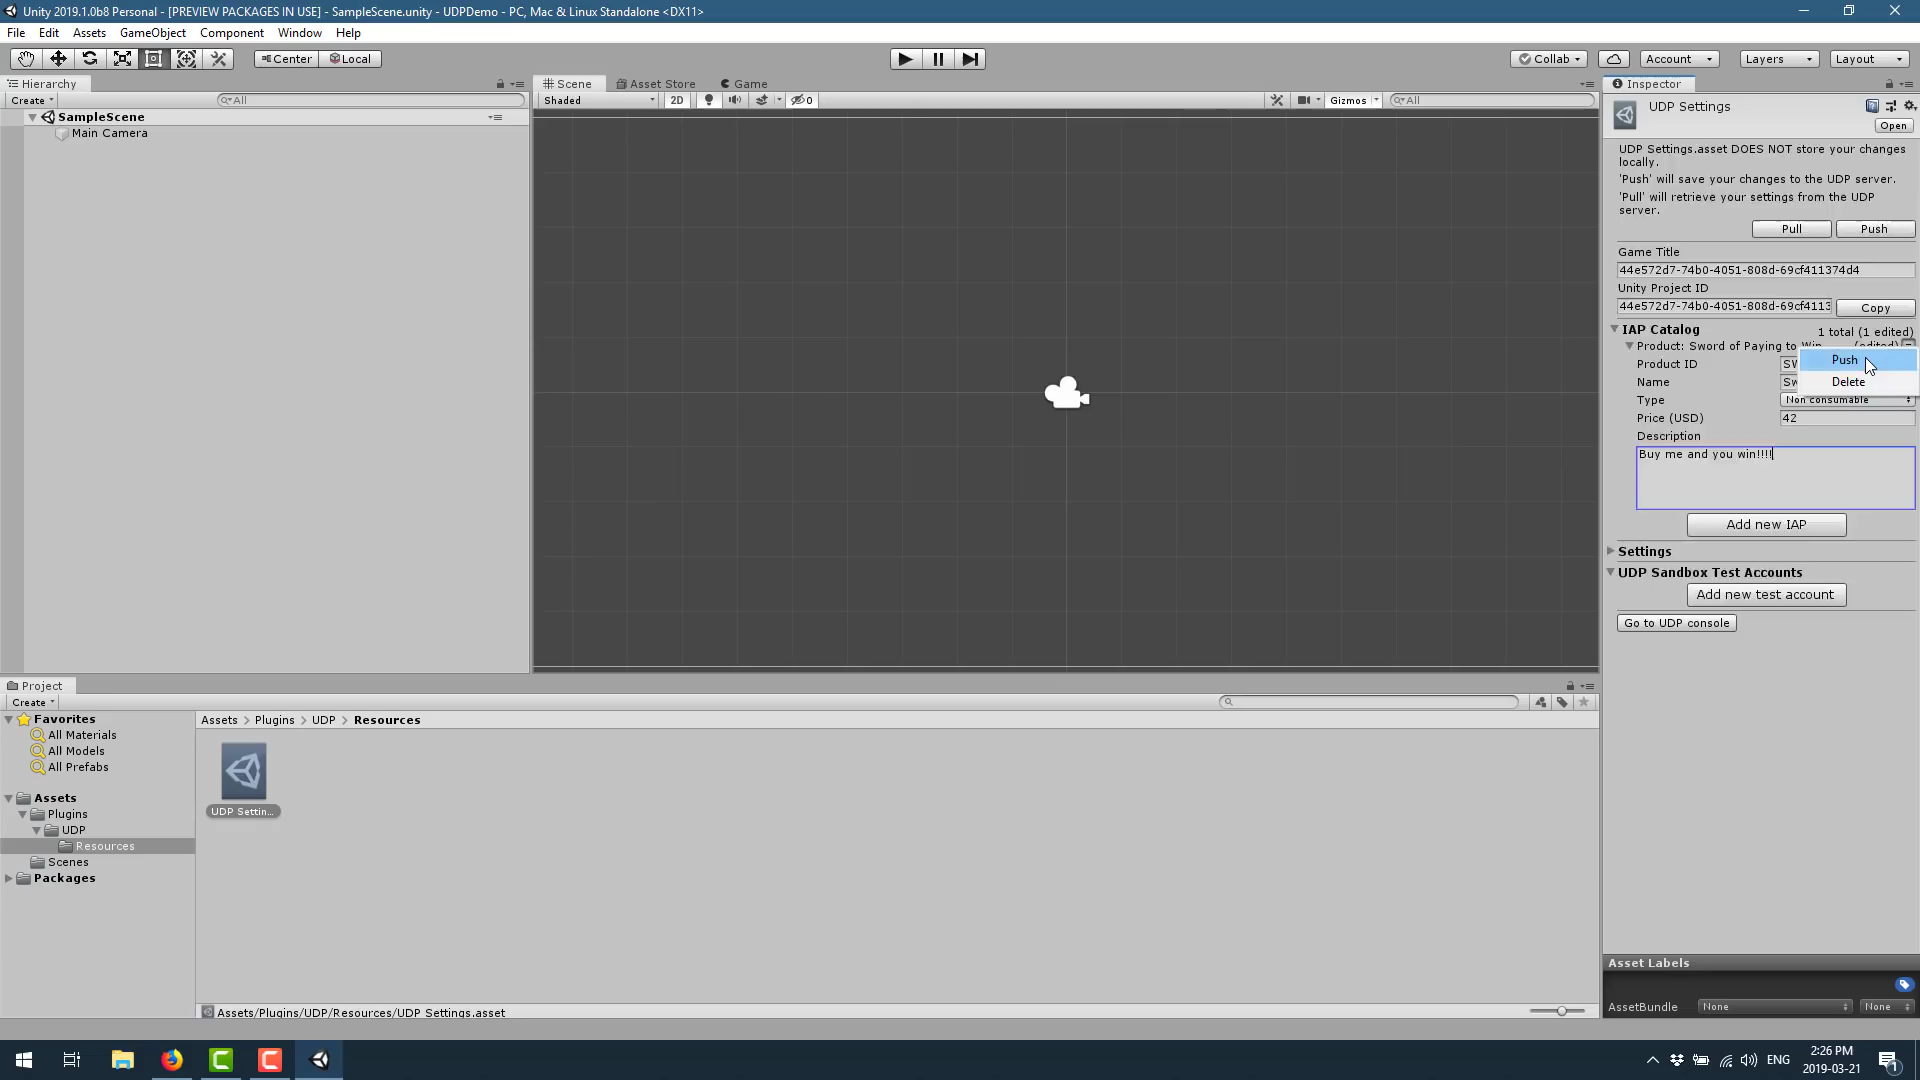 Unity 2019.1.0b8 Personal - [PREVIEW PACKAGES IN USE] - SampleScene.unity - UDPDemo - PC, Mac & Linux Standalone <DX11>
File Edit Assets GameObject Component Window Help
Center Local Collab Account Layers Layout
Hierarchy
Create All
SampleScene
Main Camera
Scene Asset Store Game
Shaded 2D 0 Gizmos All
Inspector
UDP Settings
Open
UDP Settings.asset DOES NOT store your changes
locally.
'Push' will save your changes to the UDP server.
'Pull' will retrieve your settings from the UDP
server.
Pull Push
Game Title
44e572d7-74b0-4051-808d-69cf411374d4
Unity Project ID
44e572d7-74b0-4051-808d-69cf4113 Copy
IAP Catalog 1 total (1 edited)
Product: Sword of Paying to Win (edited)
Push
Delete
Product ID
Name
Type Non consumable
Price (USD) 42
Description
Buy me and you win!!!!
Add new IAP
Settings
UDP Sandbox Test Accounts
Add new test account
Go to UDP console
Project
Create
Favorites
All Materials
All Models
All Prefabs
Assets
Plugins
UDP
Resources
Scenes
Packages
Assets > Plugins > UDP > Resources
UDP Settin...
Assets/Plugins/UDP/Resources/UDP Settings.asset
Asset Labels
AssetBundle None None
ENG 2:26 PM
2019-03-21
1